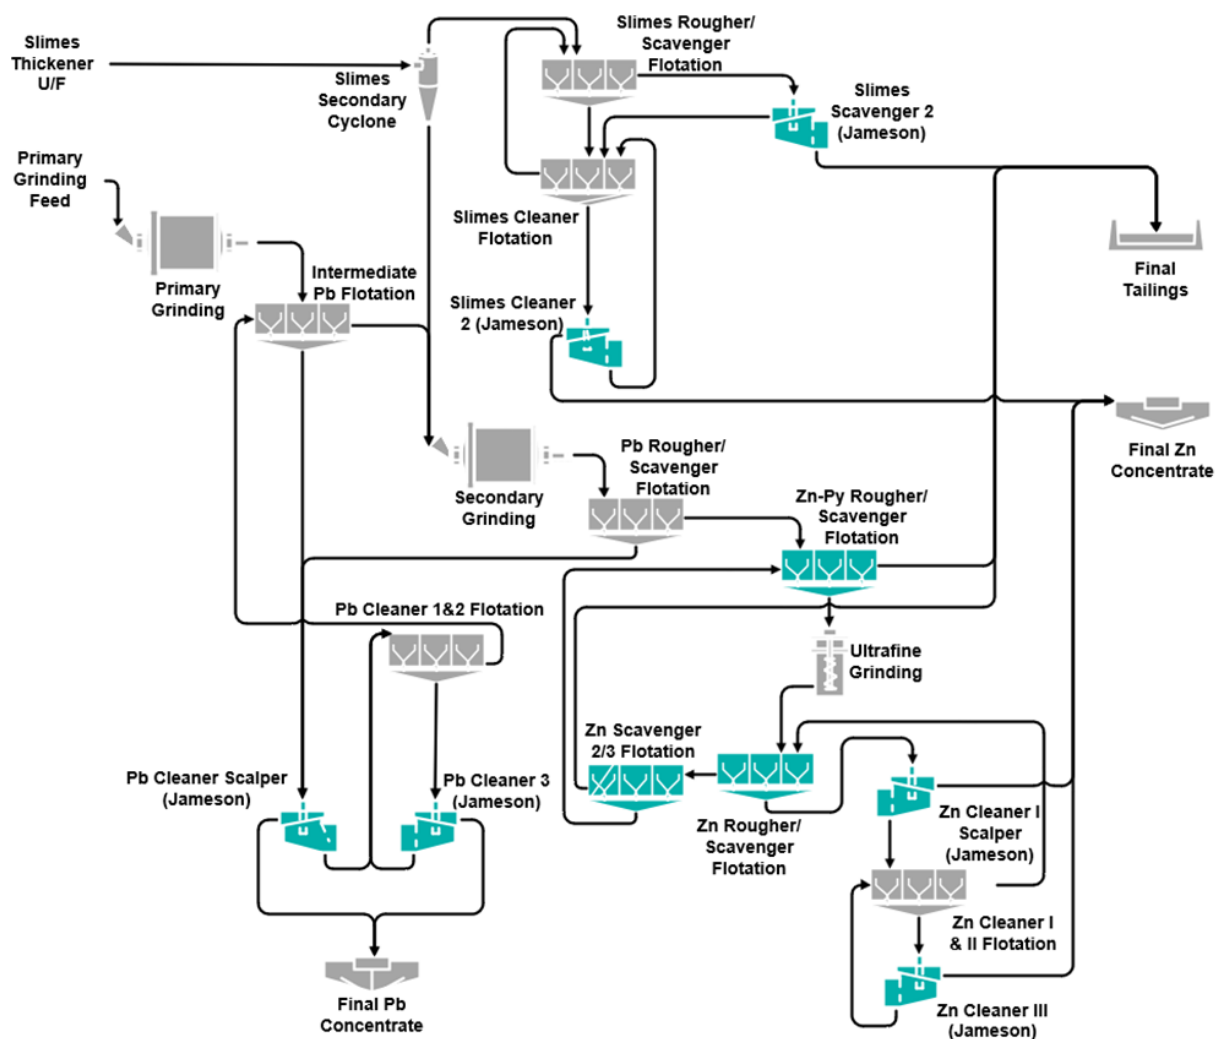 Slimes
Thickener
U/F
Slimes
Secondary
Cyclone
Slimes Rougher/
Scavenger
Flotation
Slimes
Scavenger 2
(Jameson)
Primary
Grinding
Feed
Primary
Grinding
Intermediate
Pb Flotation
Slimes Cleaner
Flotation
Slimes Cleaner
2 (Jameson)
Final
Tailings
Final Zn
Concentrate
Secondary
Grinding
Pb Rougher/
Scavenger
Flotation
Zn-Py Rougher/
Scavenger
Flotation
Pb Cleaner 1&2 Flotation
Ultrafine
Grinding
Zn Scavenger
2/3 Flotation
Pb Cleaner Scalper
(Jameson)
Pb Cleaner 3
(Jameson)
Zn Rougher/
Scavenger
Flotation
Zn Cleaner I
Scalper
(Jameson)
Zn Cleaner I
& II Flotation
Final Pb
Concentrate
Zn Cleaner III
(Jameson)